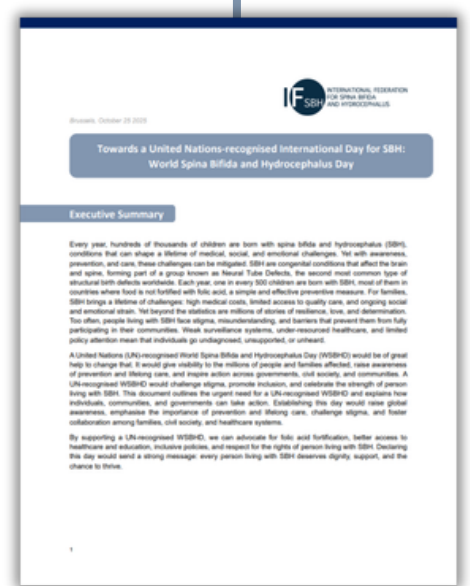 IFSBH
INTERNATIONAL FEDERATION
FOR SPINA BIFIDA
AND HYDROCEPHALUS
Brussels, October 25 2025
Towards a United Nations-recognised International Day for SBH:
World Spina Bifida and Hydrocephalus Day
Executive Summary
Every year, hundreds of thousands of children are born with spina bifida and hydrocephalus (SBH),
conditions that can shape a lifetime of medical, social, and emotional challenges. Yet with awareness,
prevention, and care, these challenges can be mitigated. SBH are congenital conditions that affect the brain
and spine, forming part of a group known as Neural Tube Defects, the second most common type of
structural birth defects worldwide. Each year, one in every 500 children are born with SBH, most of them in
countries where food is not fortified with folic acid, a simple and effective preventive measure. For families,
SBH brings a lifetime of challenges: high medical costs, limited access to quality care, and ongoing social
and emotional strain. Yet beyond the statistics are millions of stories of resilience, love, and determination.
Too often, people living with SBH face stigma, misunderstanding, and barriers that prevent them from fully
participating in their communities. Weak surveillance systems, under-resourced healthcare, and limited
policy attention mean that individuals go undiagnosed, unsupported, or unheard.
A United Nations (UN)-recognised World Spina Bifida and Hydrocephalus Day (WSBHD) would be of great
help to change that. It would give visibility to the millions of people and families affected, raise awareness
of prevention and lifelong care, and inspire action across governments, civil society, and communities. A
UN-recognised WSBHD would challenge stigma, promote inclusion, and celebrate the strength of person
living with SBH. This document outlines the urgent need for a UN-recognised WSBHD and explains how
individuals, communities, and governments can take action. Establishing this day would raise global
awareness, emphasise the importance of prevention and lifelong care, challenge stigma, and foster
collaboration among families, civil society, and healthcare systems.
By supporting a UN-recognised WSBHD, we can advocate for folic acid fortification, better access to
healthcare and education, inclusive policies, and respect for the rights of person living with SBH. Declaring
this day would send a strong message: every person living with SBH deserves dignity, support, and the
chance to thrive.
1